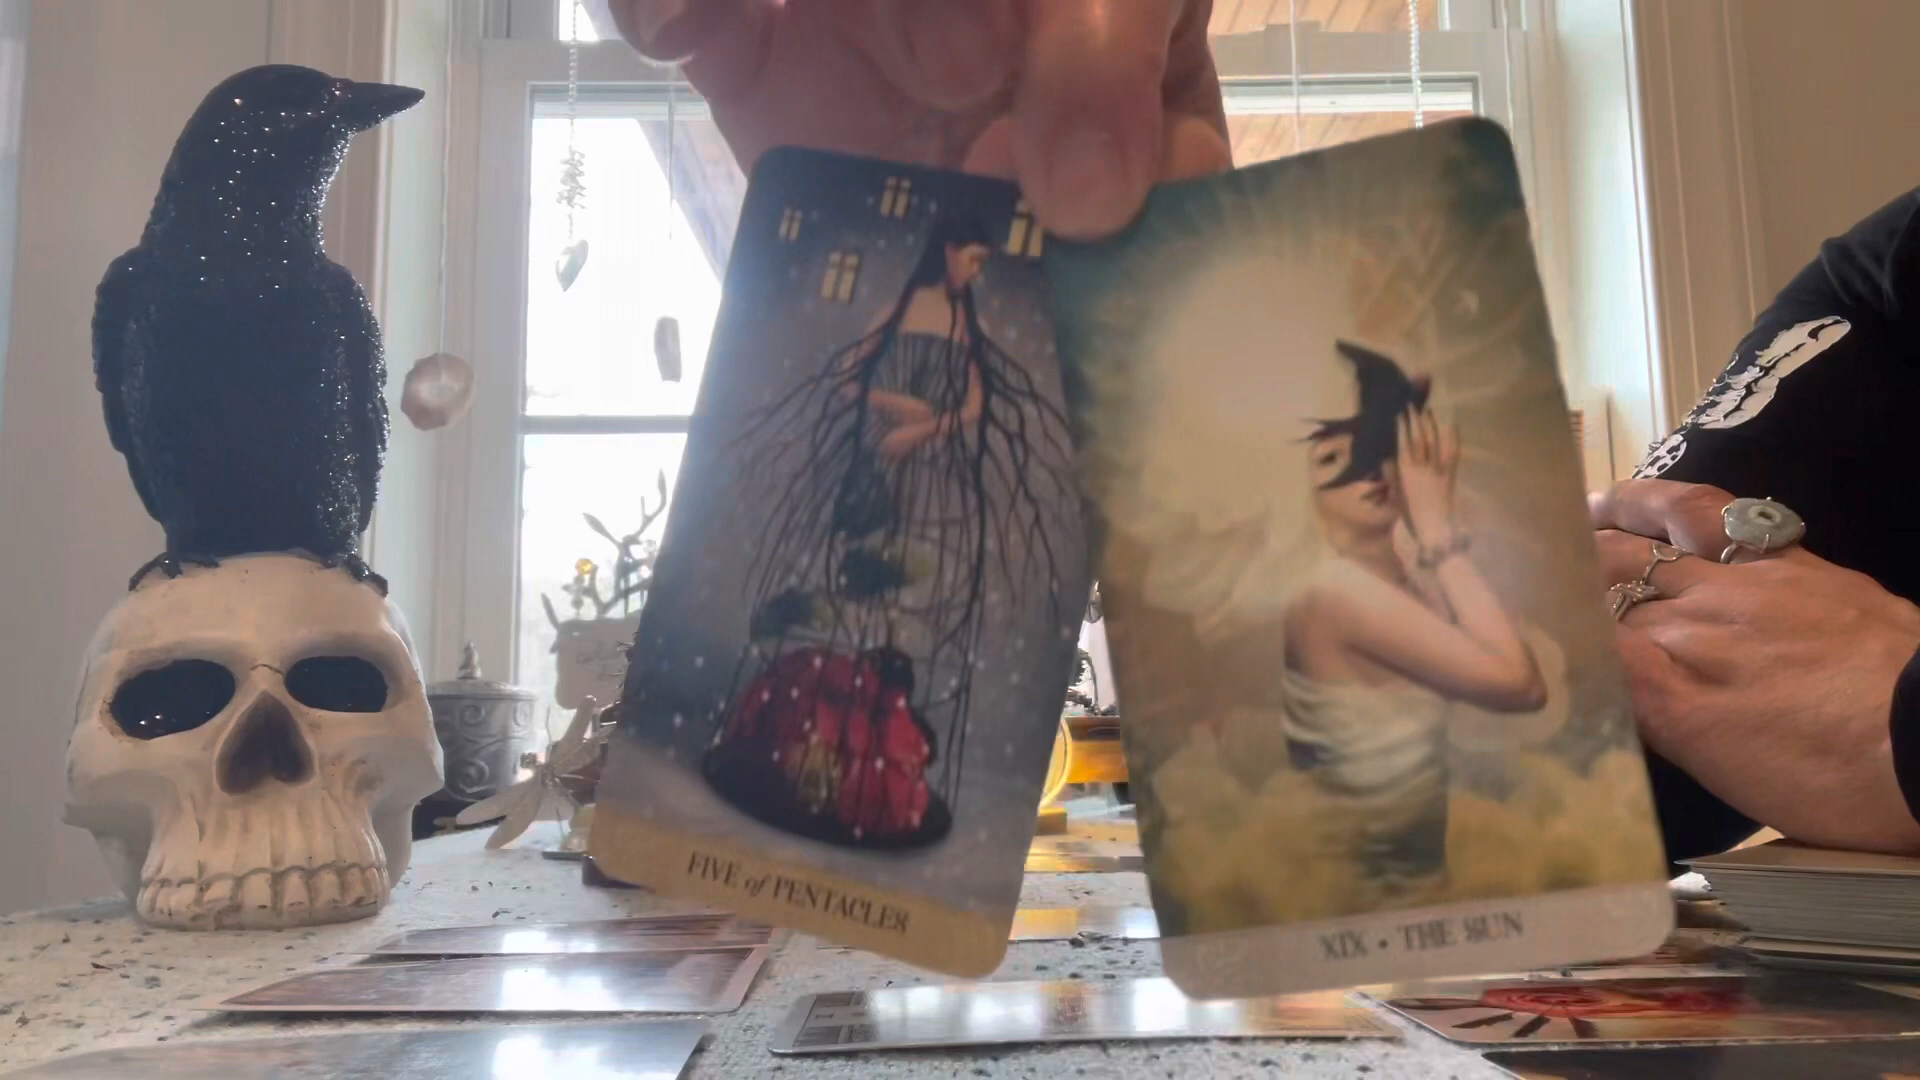 FIVE of PENTACLES
XIX • THE SUN